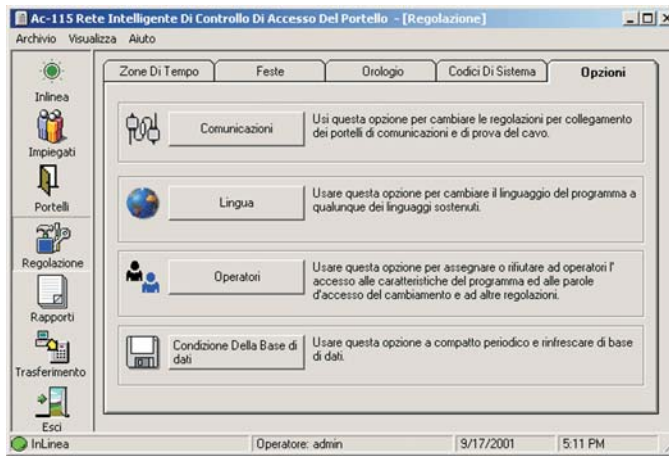 Ac-115 Rete Intelligente Di Controllo Di Accesso Del Portello - [Regolazione]
Archivio Visualizza Aiuto
Inlinea
Impiegati
Portelli
Regolazione
Rapporti
Trasferimento
Esci
Zone Di Tempo
Feste
Orologio
Codici Di Sistema
Opzioni
Comunicazioni
Usi questa opzione per cambiare le regolazioni per collegamento
dei portelli di comunicazioni e di prova del cavo.
Lingua
Usare questa opzione per cambiare il linguaggio del programma a
qualunque dei linguaggi sostenuti.
Operatori
Usare questa opzione per assegnare o rifiutare ad operatori l'
accesso alle caratteristiche del programma ed alle parole
d'accesso del cambiamento e ad altre regolazioni.
Condizione Della Base di
dati
Usare questa opzione a compatto periodico e rinfrescare di base
di dati.
InLinea
Operatore: admin
9/17/2001
5:11 PM